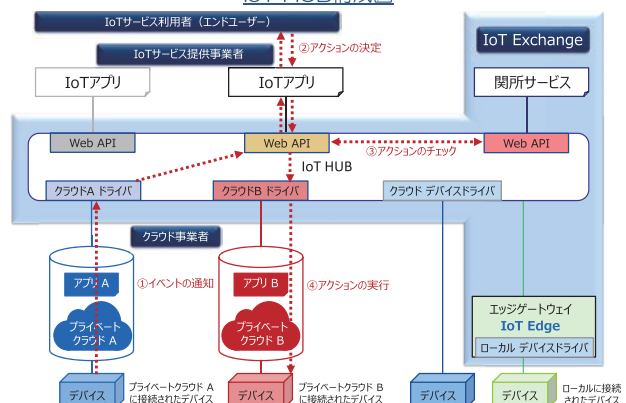 IoT HUB構成図
IoTサービス利用者（エンドユーザー）
②アクションの決定
IoTサービス提供事業者
IoT Exchange
IoTアプリ
IoTアプリ
関所サービス
Web API
Web API
Web API
③アクションのチェック
IoT HUB
クラウドA ドライバ
クラウドB ドライバ
クラウド デバイスドライバ
クラウド事業者
アプリ A
①イベントの通知
アプリ B
④アクションの実行
プライベート
クラウド A
プライベート
クラウド B
エッジゲートウェイ
IoT Edge
ローカル デバイスドライバ
デバイス
プライベートクラウド A
に接続されたデバイス
デバイス
プライベートクラウド B
に接続されたデバイス
デバイス
デバイス
ローカルに接続
されたデバイス